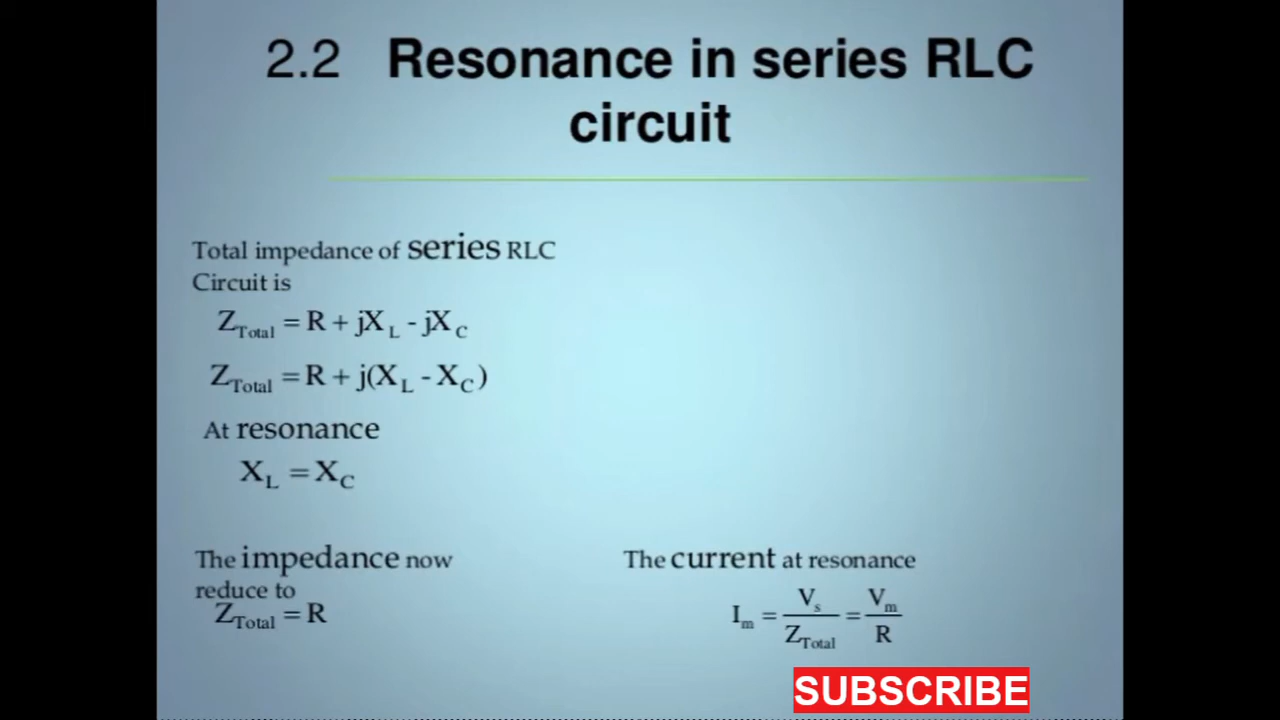 2.2 Resonance in series RLC
circuit
Total impedance of series RLC
Circuit is
Z_Total = R + jX_L - jX_C
Z_Total = R + j(X_L - X_C)
At resonance
X_L = X_C
The impedance now
reduce to
Z_Total = R
The current at resonance
I_m = V_s / Z_Total = V_m / R
SUBSCRIBE